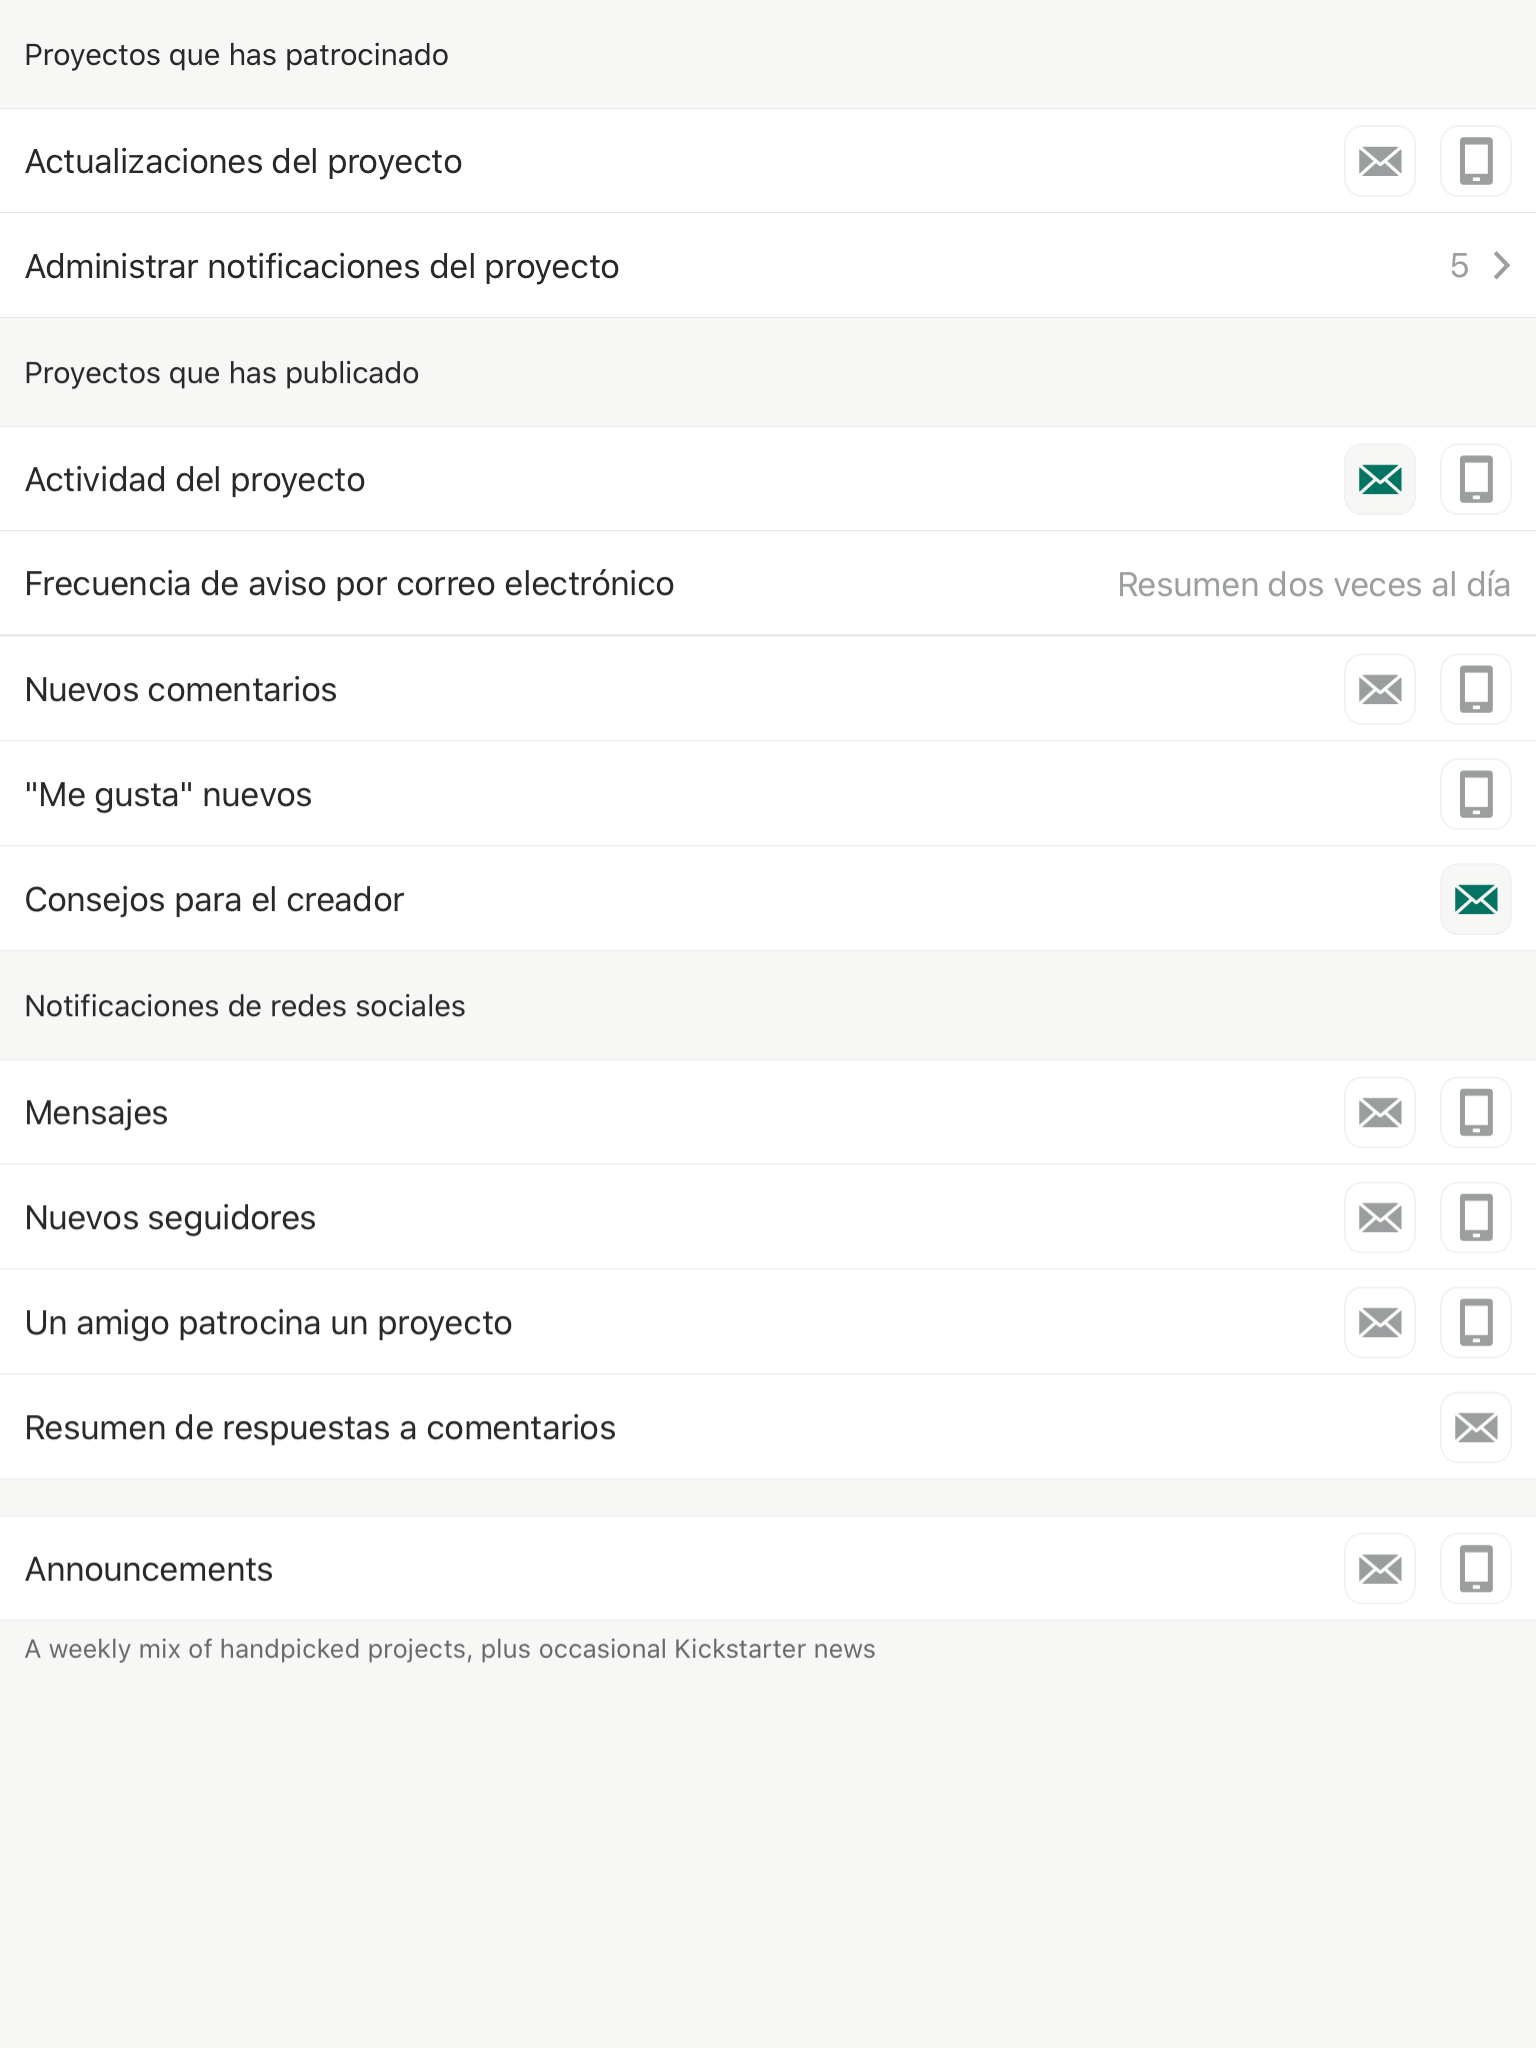 Proyectos que has patrocinado
Actualizaciones del proyecto
Administrar notificaciones del proyecto 5
Proyectos que has publicado
Actividad del proyecto
Frecuencia de aviso por correo electrónico Resumen dos veces al día
Nuevos comentarios
"Me gusta" nuevos
Consejos para el creador
Notificaciones de redes sociales
Mensajes
Nuevos seguidores
Un amigo patrocina un proyecto
Resumen de respuestas a comentarios
Announcements
A weekly mix of handpicked projects, plus occasional Kickstarter news